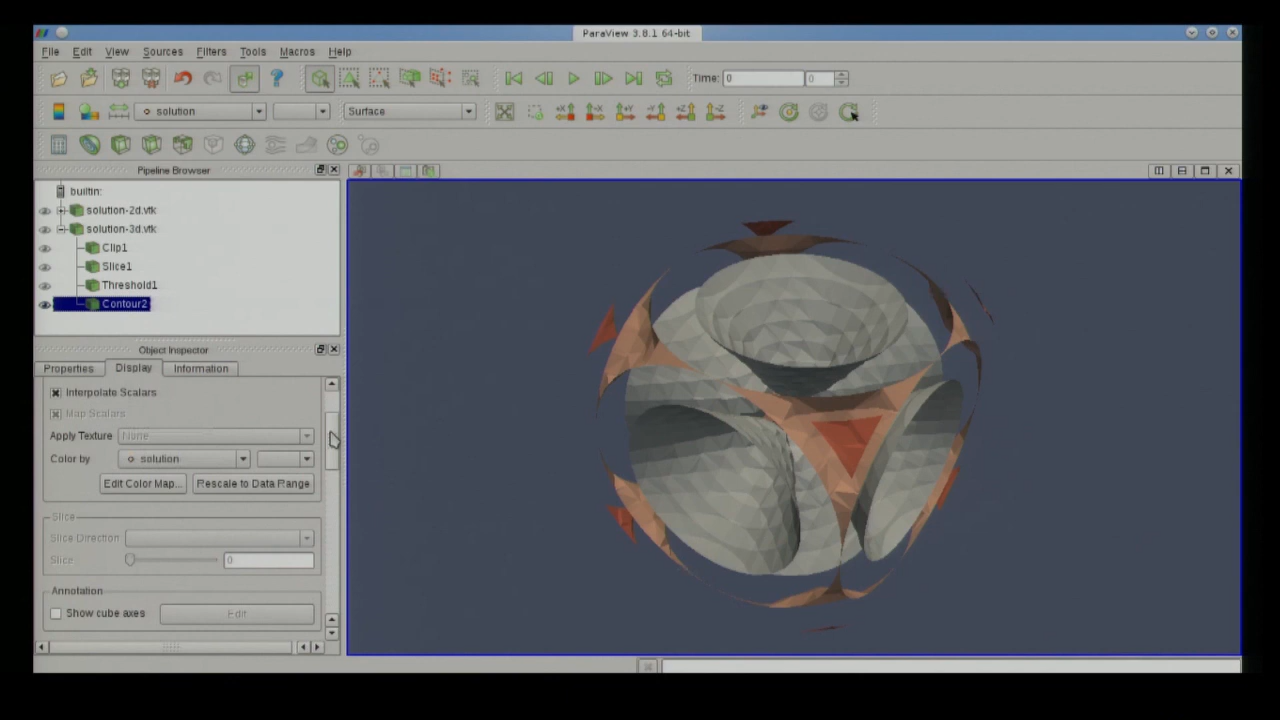 ParaView 3.8.1 64-bit
File Edit View Sources Filters Tools Macros Help
Time: 0 0
solution Surface
Pipeline Browser
builtin:
solution-2d.vtk
solution-3d.vtk
Clip1
Slice1
Threshold1
Contour2
Object Inspector
Properties Display Information
Interpolate Scalars
Map Scalars
Apply Texture None
Color by solution
Edit Color Map... Rescale to Data Range
Slice
Slice Direction
Slice 0
Annotation
Show cube axes Edit